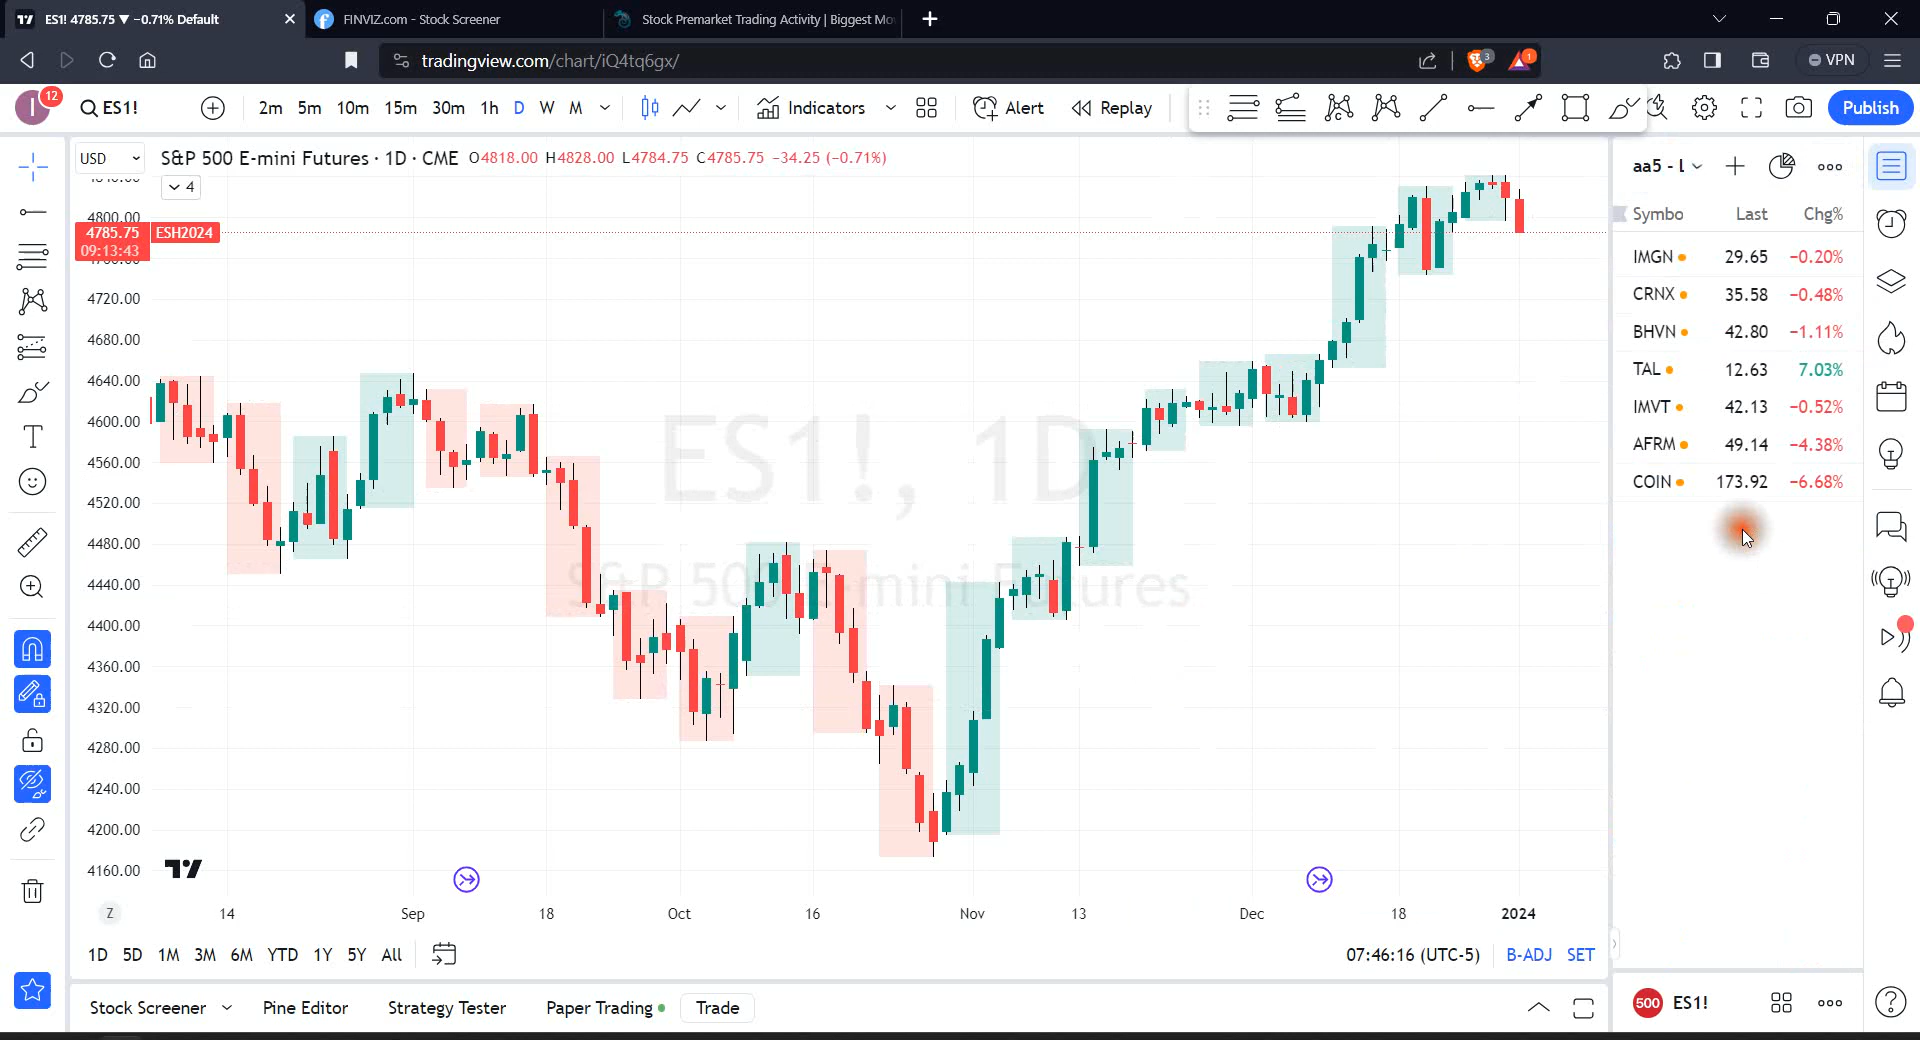 ES1! 4785.75 ▼ −0.71% Default
FINVIZ.com - Stock Screener
Stock Premarket Trading Activity | Biggest Mo
tradingview.com/chart/iQ4tq6gx/
3
1
VPN
I
12
ES1!
2m 5m 10m 15m 30m 1h D W M
Indicators
Alert
Replay
Publish
USD
S&P 500 E-mini Futures · 1D · CME O4818.00 H4828.00 L4784.75 C4785.75 −34.25 (−0.71%)
4
4800.00
4785.75 ESH2024
09:13:43
4720.00
4680.00
4640.00
4600.00
4560.00
4520.00
4480.00
4440.00
4400.00
4360.00
4320.00
4280.00
4240.00
4200.00
4160.00
ES1!, 1D
S&P 500 E-mini Futures
Z
14 Sep 18 Oct 16 Nov 13 Dec 18 2024
1D 5D 1M 3M 6M YTD 1Y 5Y All
07:46:16 (UTC-5) B-ADJ SET
Stock Screener Pine Editor Strategy Tester Paper Trading Trade
aa5 - L
Symbo Last Chg%
IMGN 29.65 −0.20%
CRNX 35.58 −0.48%
BHVN 42.80 −1.11%
TAL 12.63 7.03%
IMVT 42.13 −0.52%
AFRM 49.14 −4.38%
COIN 173.92 −6.68%
500 ES1!